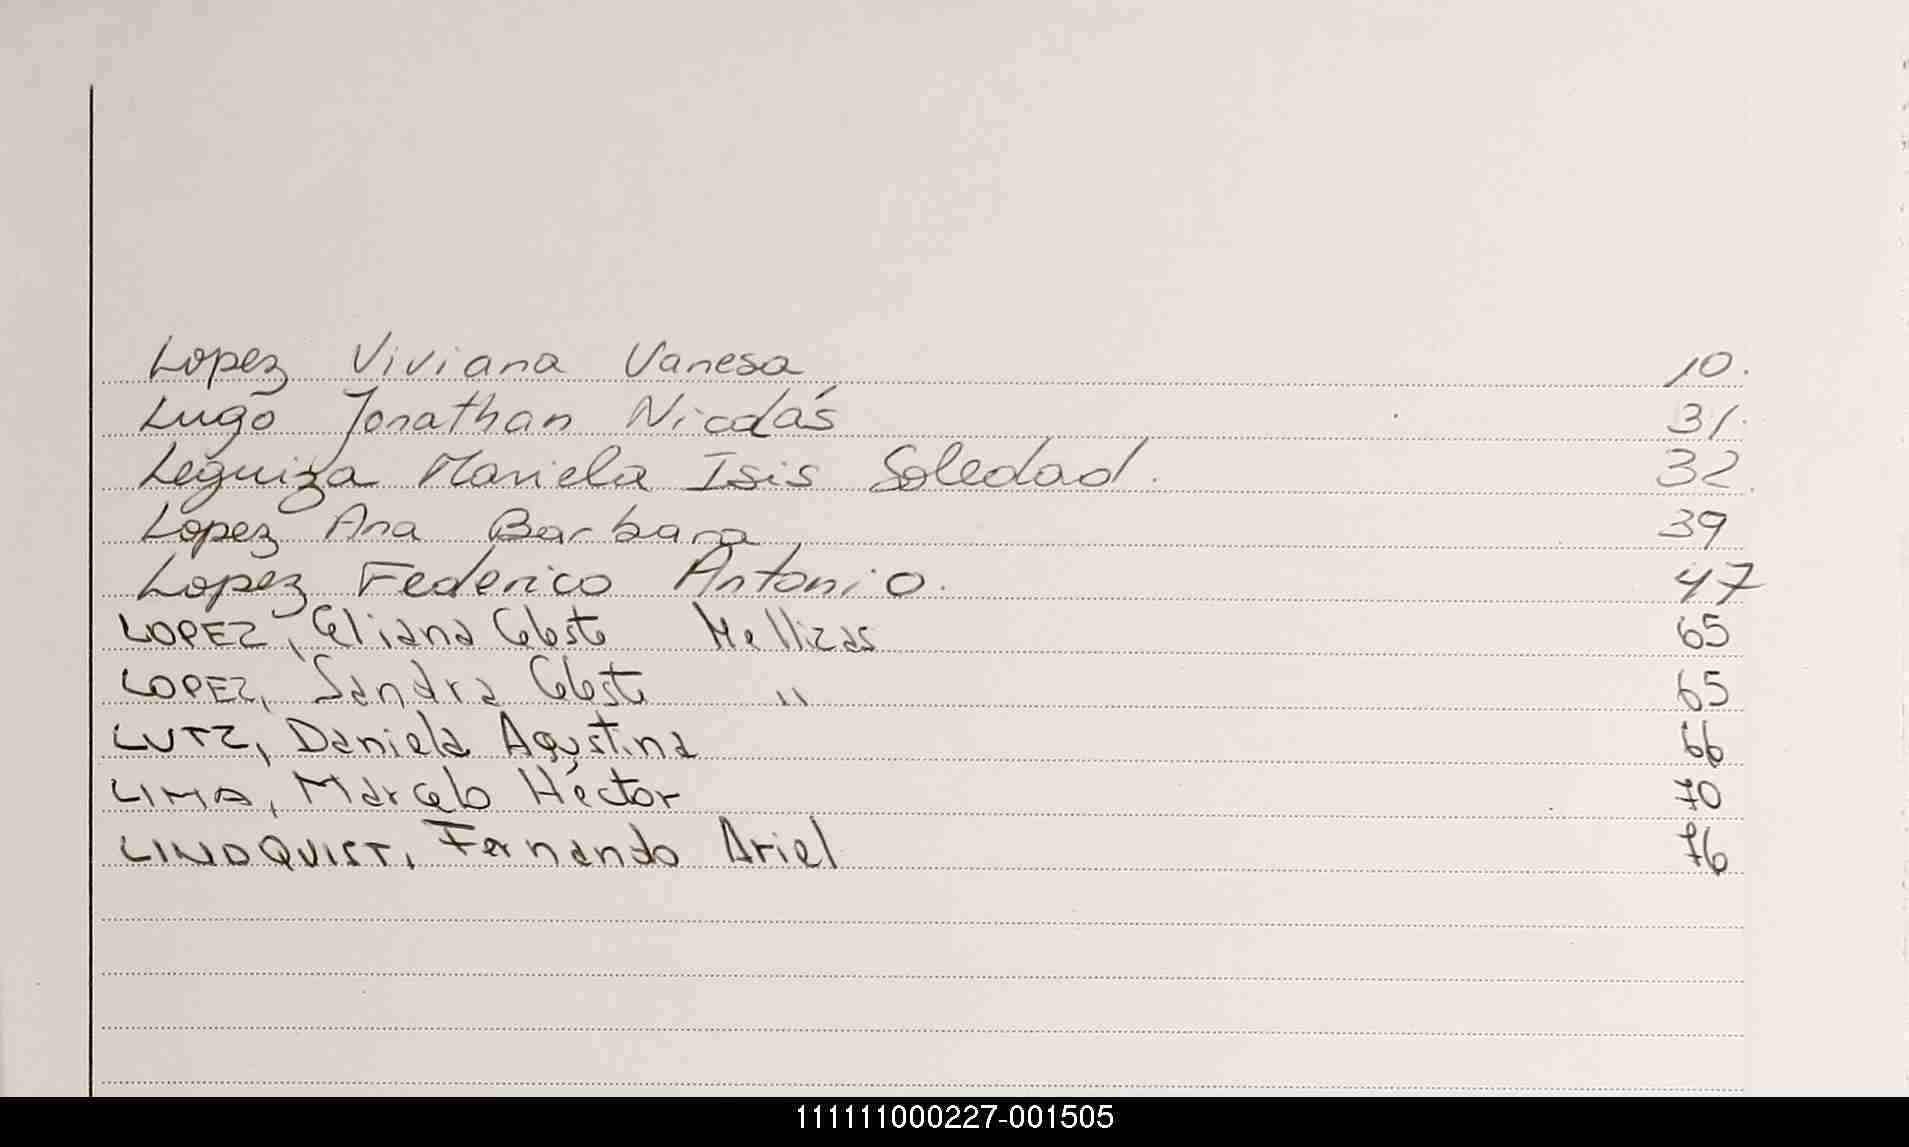 Lopez Viviana Vanesa 10.
Lugo Jonathan Nicolás 31.
Leguiza Mariela Isis Soledad. 32.
Lopez Ana Barbara 39
Lopez Federico Antonio. 47
LOPEZ, Celiana Celeste Mellizas 65
LOPEZ, Sandra Celeste " 65
LUTZ, Daniela Agustina 66
LIMA, Marcelo Héctor 70
LINDQUIST, Fernando Ariel 76
111111000227-001505